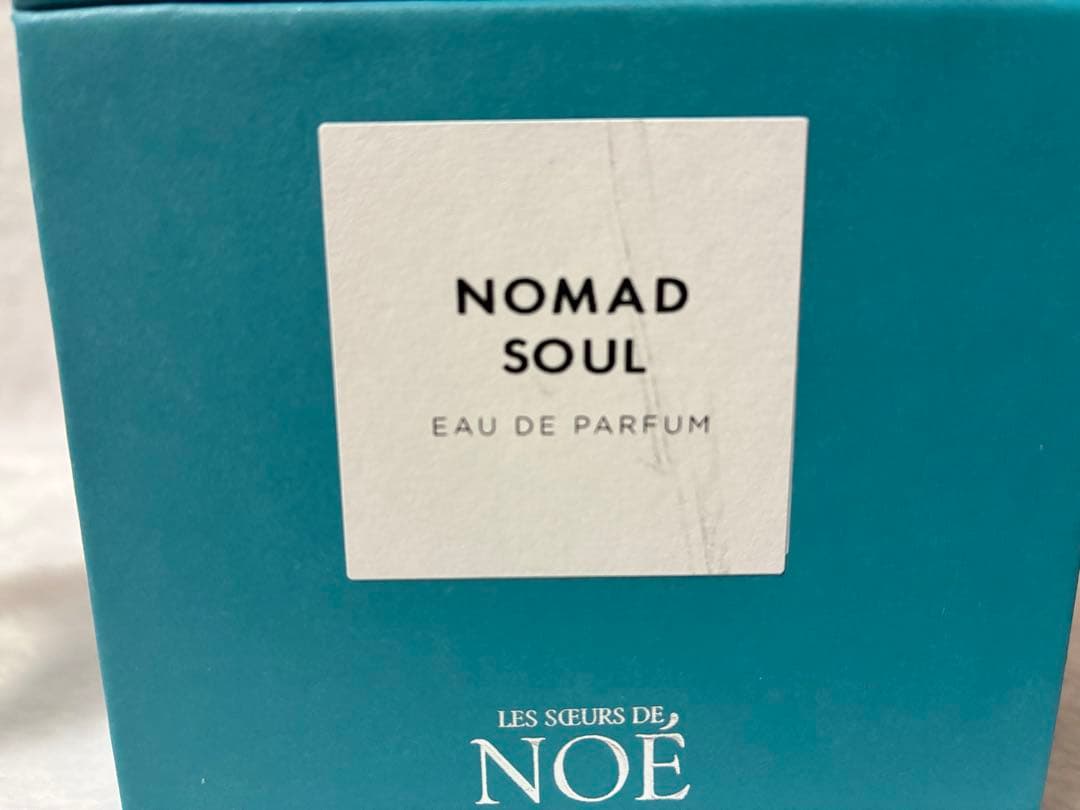 NOMAD
SOUL
EAU DE PARFUM
LES SŒURS DE
NOÉ